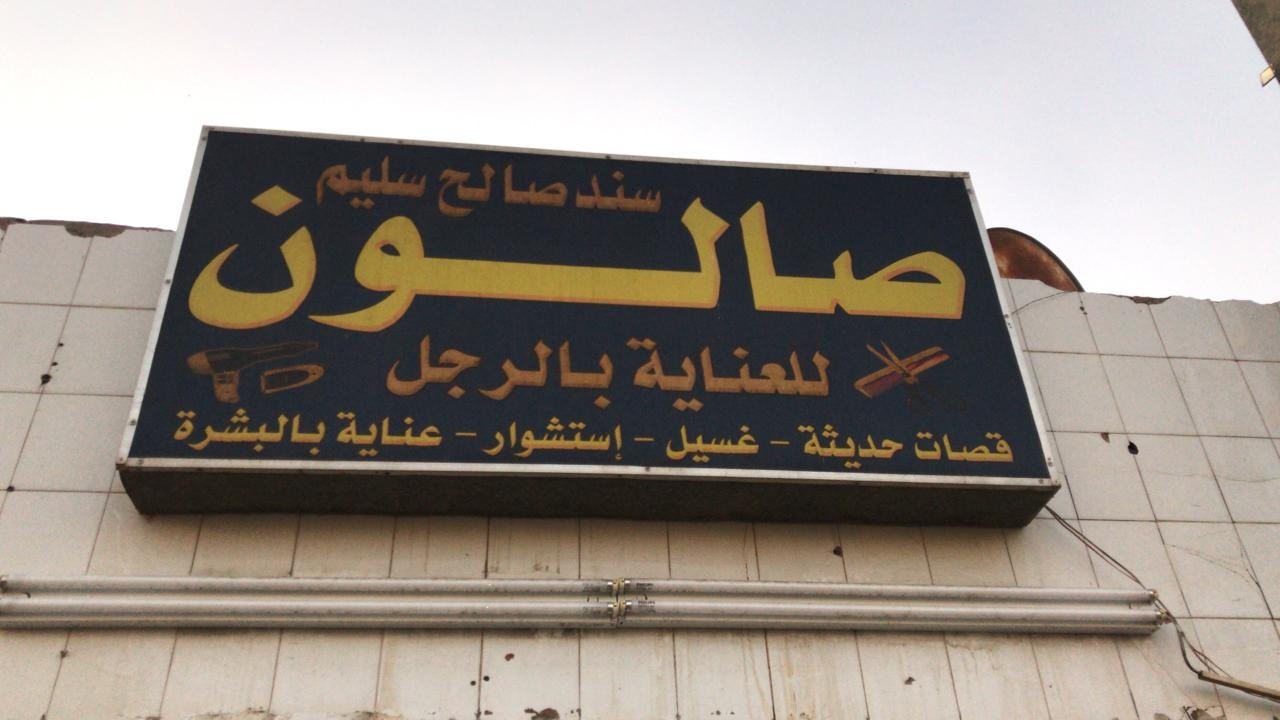 سند صالح سليم
صالون
للعناية بالرجل
قصات حديثة - غسيل - إستشوار - عناية بالبشرة